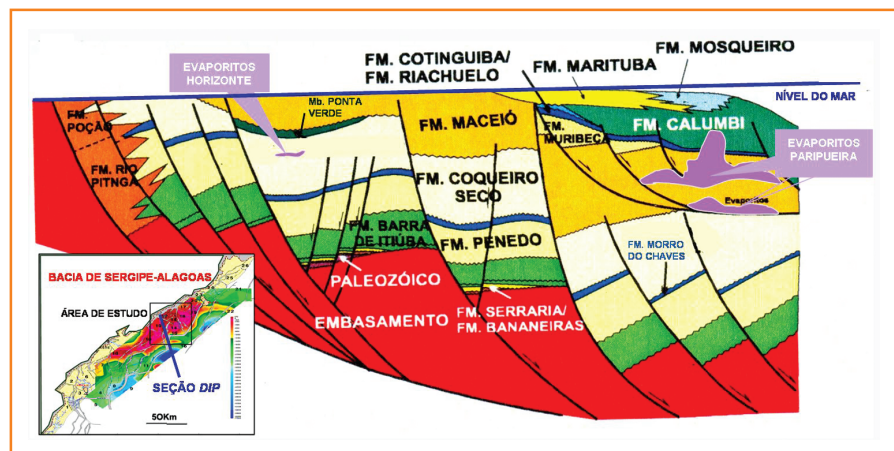 FM. COTINGUIBA/
FM. RIACHUELO
FM. MARITUBA
FM. MOSQUEIRO
NÍVEL DO MAR
EVAPORITOS
HORIZONTE
Mb. PONTA
VERDE
FM.
POÇÃO
FM. RIO
PITNGA
FM. MACEIÓ
FM.
MURIBECA
FM. CALUMBI
EVAPORITOS
PARIPUEIRA
Evaporitos
FM. COQUEIRO
SECO
FM. BARRA
DE ITIÚBA
FM. PENEDO
FM. MORRO
DO CHAVES
PALEOZÓICO
EMBASAMENTO
FM. SERRARIA/
FM. BANANEIRAS
BACIA DE SERGIPE-ALAGOAS
ÁREA DE ESTUDO
SEÇÃO DIP
50Km